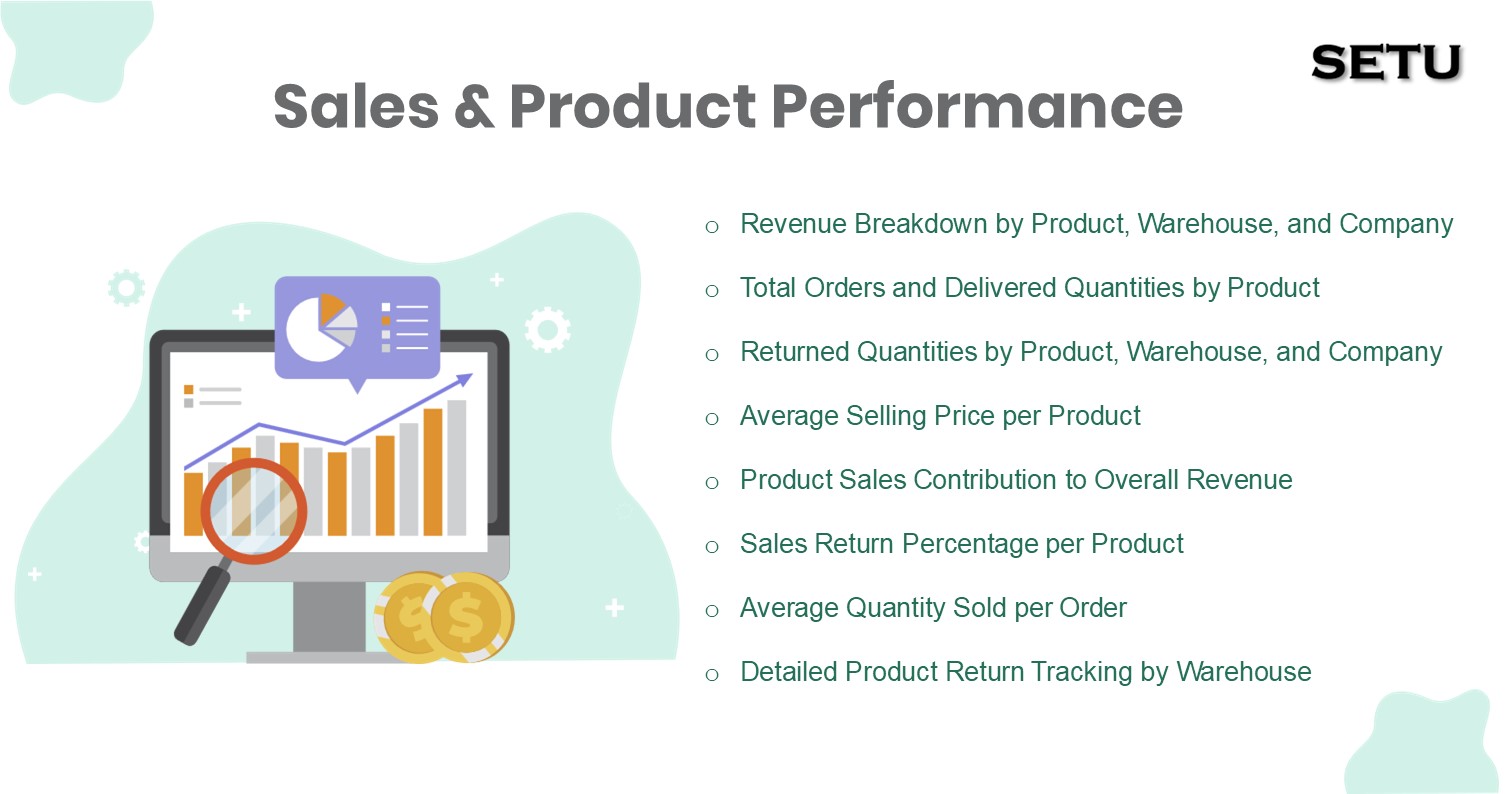 SETU
Sales & Product Performance
o Revenue Breakdown by Product, Warehouse, and Company
o Total Orders and Delivered Quantities by Product
o Returned Quantities by Product, Warehouse, and Company
o Average Selling Price per Product
o Product Sales Contribution to Overall Revenue
o Sales Return Percentage per Product
o Average Quantity Sold per Order
o Detailed Product Return Tracking by Warehouse
$ $